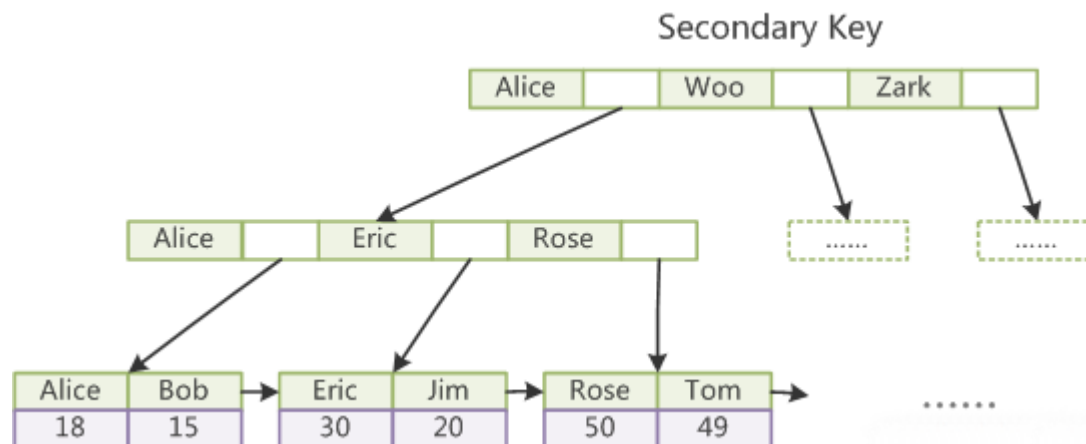 Secondary Key
Alice Woo Zark
Alice Eric Rose ...... ......
Alice Bob Eric Jim Rose Tom
18 15 30 20 50 49 ......